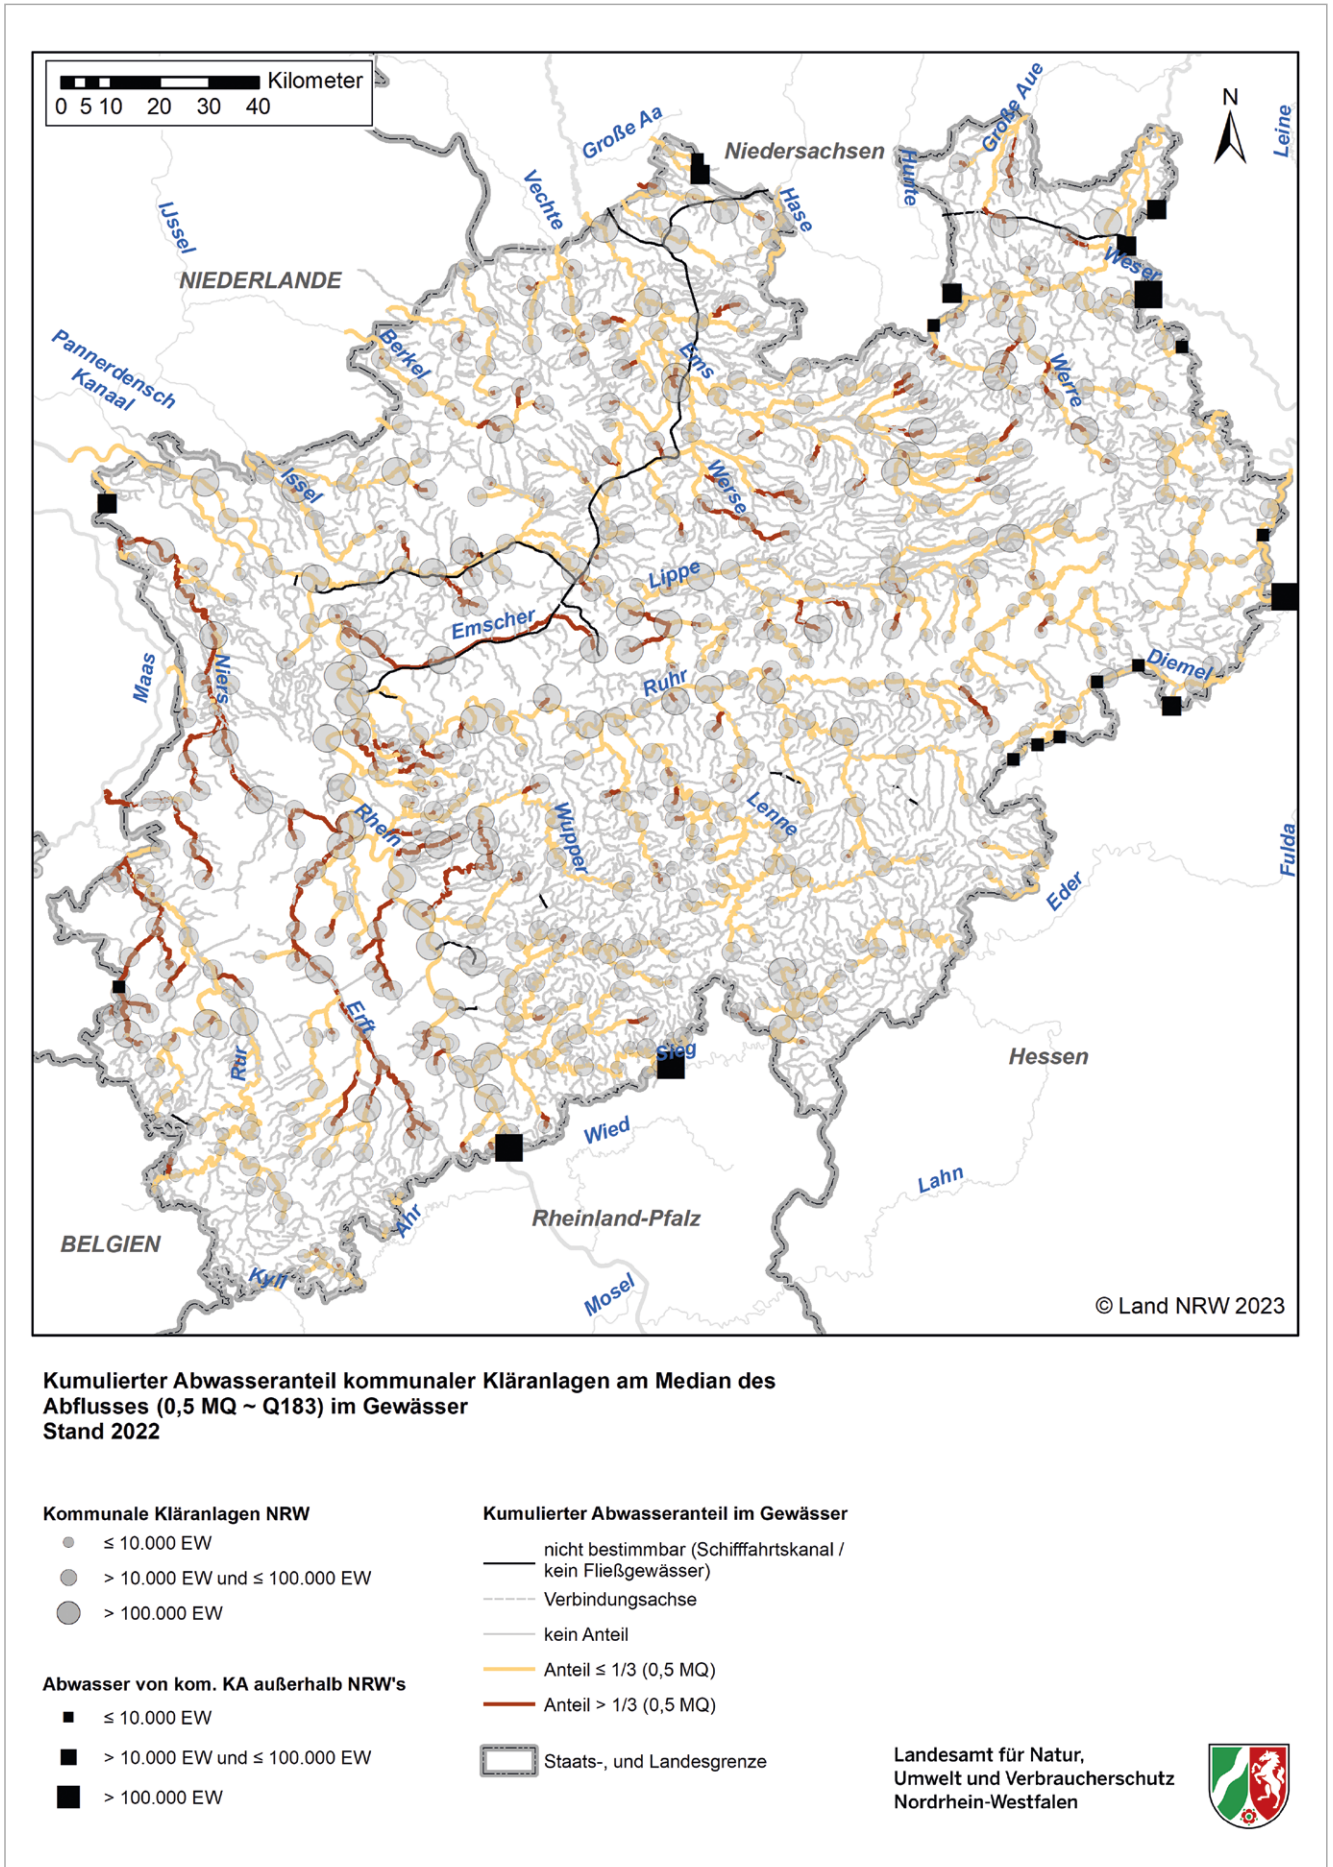 Kilometer
0 5 10 20 30 40
N
Große Aa
Niedersachsen
Große Aue
Hunte
Leine
Vechte
Hase
IJssel
NIEDERLANDE
Weser
Pannerdensch
Kanaal
Berkel
Ems
Werre
Issel
Werse
Lippe
Emscher
Maas
Niers
Ruhr
Diemel
Rhein
Wupper
Lenne
Fulda
Eder
Erft
Rur
Sieg
Hessen
Wied
Lahn
Rheinland-Pfalz
BELGIEN
Ahr
Kyll
Mosel
© Land NRW 2023
Kumulierter Abwasseranteil kommunaler Kläranlagen am Median des
Abflusses (0,5 MQ ~ Q183) im Gewässer
Stand 2022
Kommunale Kläranlagen NRW
≤ 10.000 EW
> 10.000 EW und ≤ 100.000 EW
> 100.000 EW
Abwasser von kom. KA außerhalb NRW's
≤ 10.000 EW
> 10.000 EW und ≤ 100.000 EW
> 100.000 EW
Kumulierter Abwasseranteil im Gewässer
nicht bestimmbar (Schifffahrtskanal /
kein Fließgewässer)
Verbindungsachse
kein Anteil
Anteil ≤ 1/3 (0,5 MQ)
Anteil > 1/3 (0,5 MQ)
Staats-, und Landesgrenze
Landesamt für Natur,
Umwelt und Verbraucherschutz
Nordrhein-Westfalen